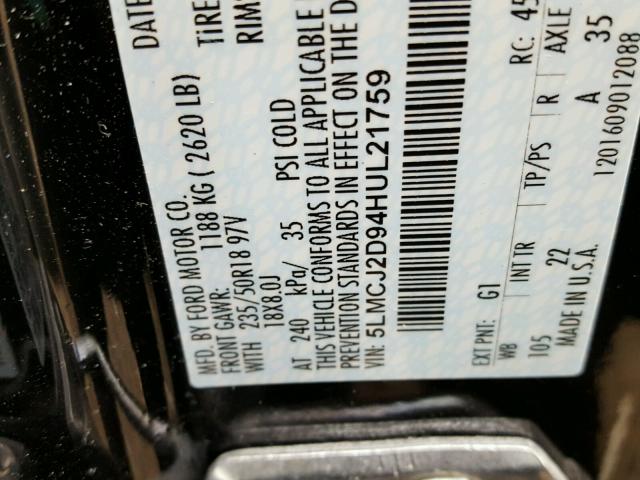 DATE
MFD. BY FORD MOTOR CO.
FRONT GAWR: 1188 KG ( 2620 LB) TIRE
WITH 235/50R18 97V RIM
18X8.0J
AT 240 kPa/ 35 PSI COLD
THIS VEHICLE CONFORMS TO ALL APPLICABLE
PREVENTION STANDARDS IN EFFECT ON THE D
VIN: 5LMCJ2D94HUL21759
EXT PNT: G1 RC: 45
WB INT TR TP/PS R AXLE
105 22 A 35
MADE IN U.S.A. 1201609012088